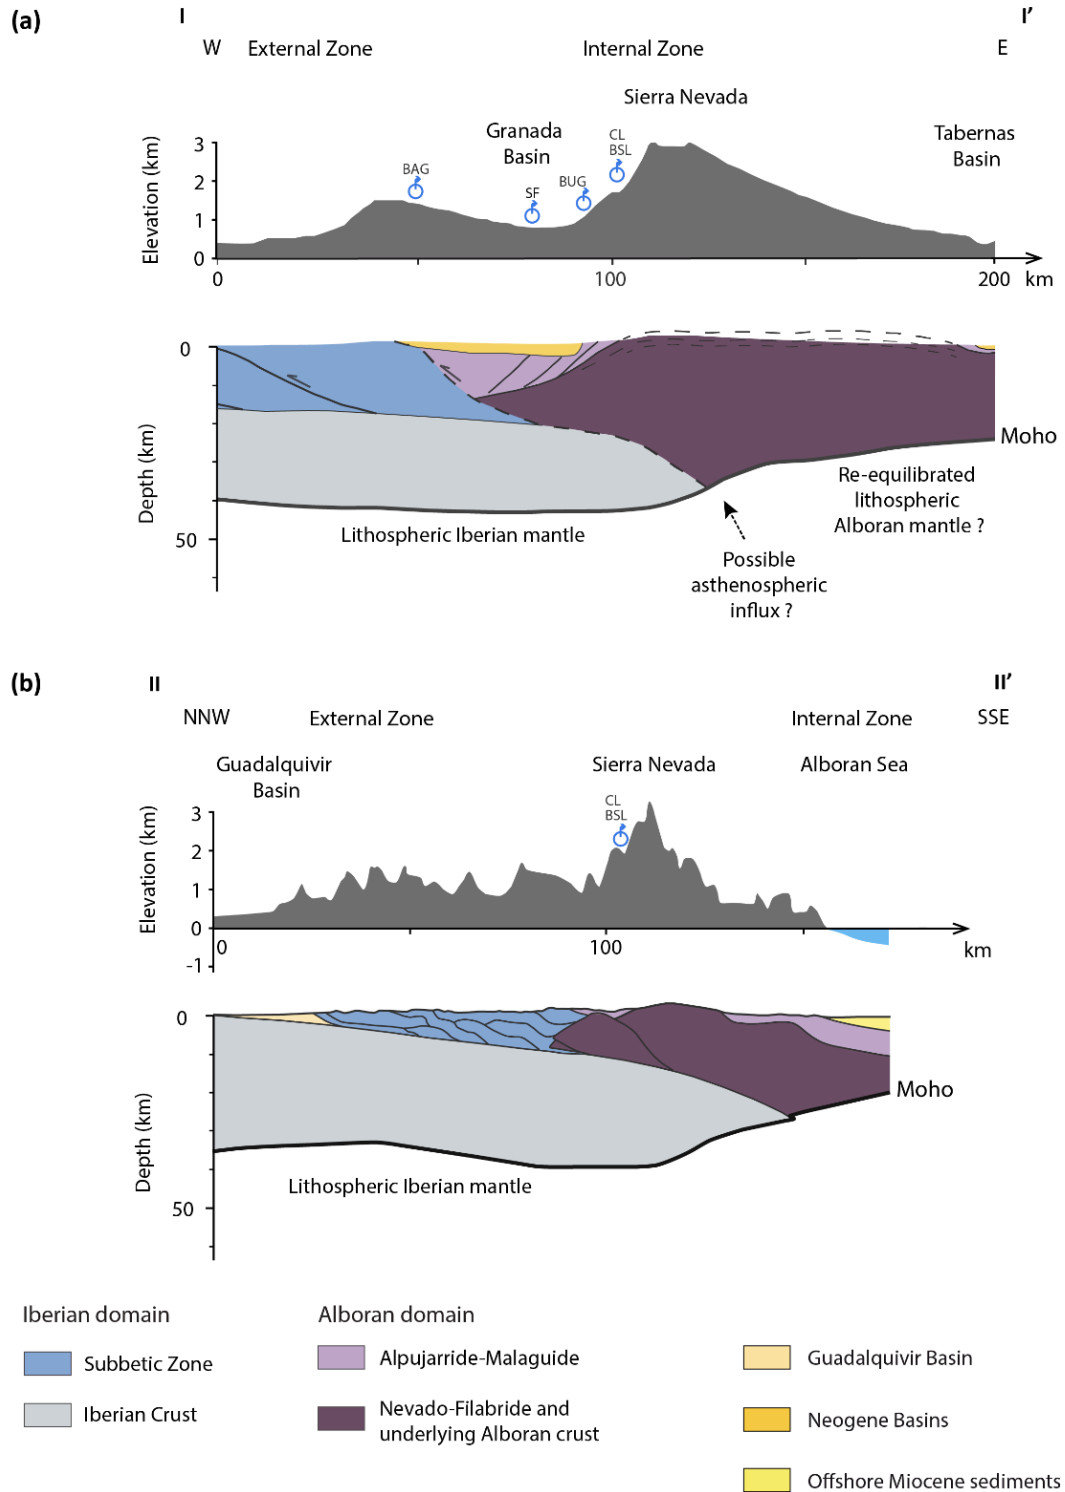 (a)
I
I’
W
External Zone
Internal Zone
E
Sierra Nevada
Granada
Basin
Tabernas
Basin
CL
BSL
BAG
BUG
SF
Elevation (km)
3
2
1
0
0
100
200
km
Depth (km)
0
50
Moho
Re-equilibrated
lithospheric
Alboran mantle ?
Lithospheric Iberian mantle
Possible
asthenospheric
influx ?
(b)
II
II’
NNW
External Zone
Internal Zone
SSE
Guadalquivir
Basin
Sierra Nevada
Alboran Sea
CL
BSL
Elevation (km)
3
2
1
0
-1
0
100
km
Depth (km)
0
50
Moho
Lithospheric Iberian mantle
Iberian domain
Alboran domain
Subbetic Zone
Alpujarride-Malaguide
Guadalquivir Basin
Iberian Crust
Nevado-Filabride and
underlying Alboran crust
Neogene Basins
Offshore Miocene sediments